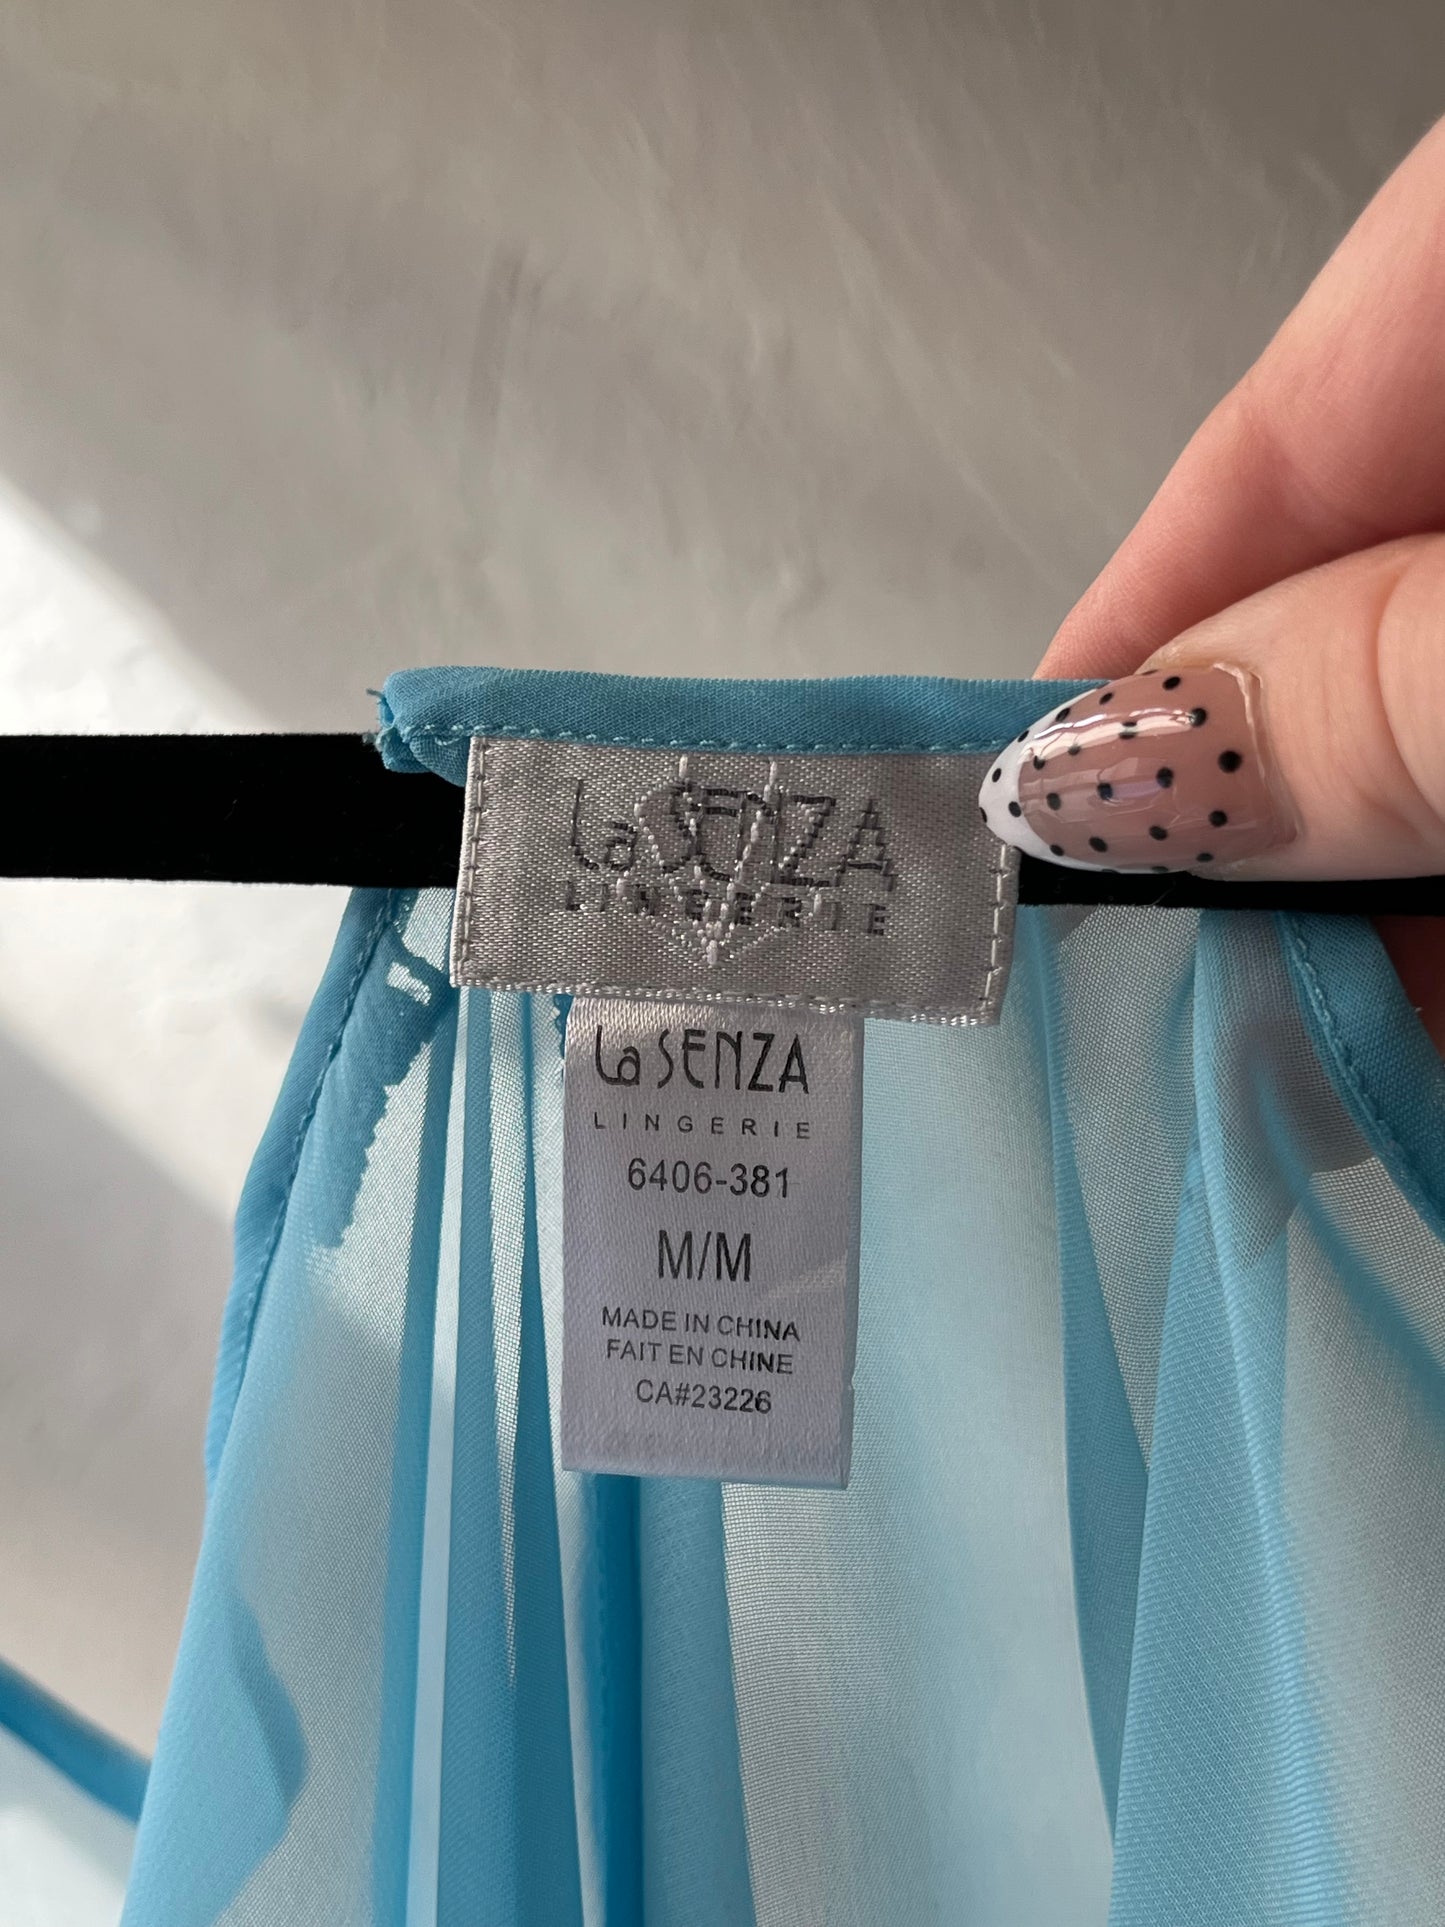 La SENZA
LINGERIE
La SENZA
LINGERIE
6406-381
M/M
MADE IN CHINA
FAIT EN CHINE
CA#23226